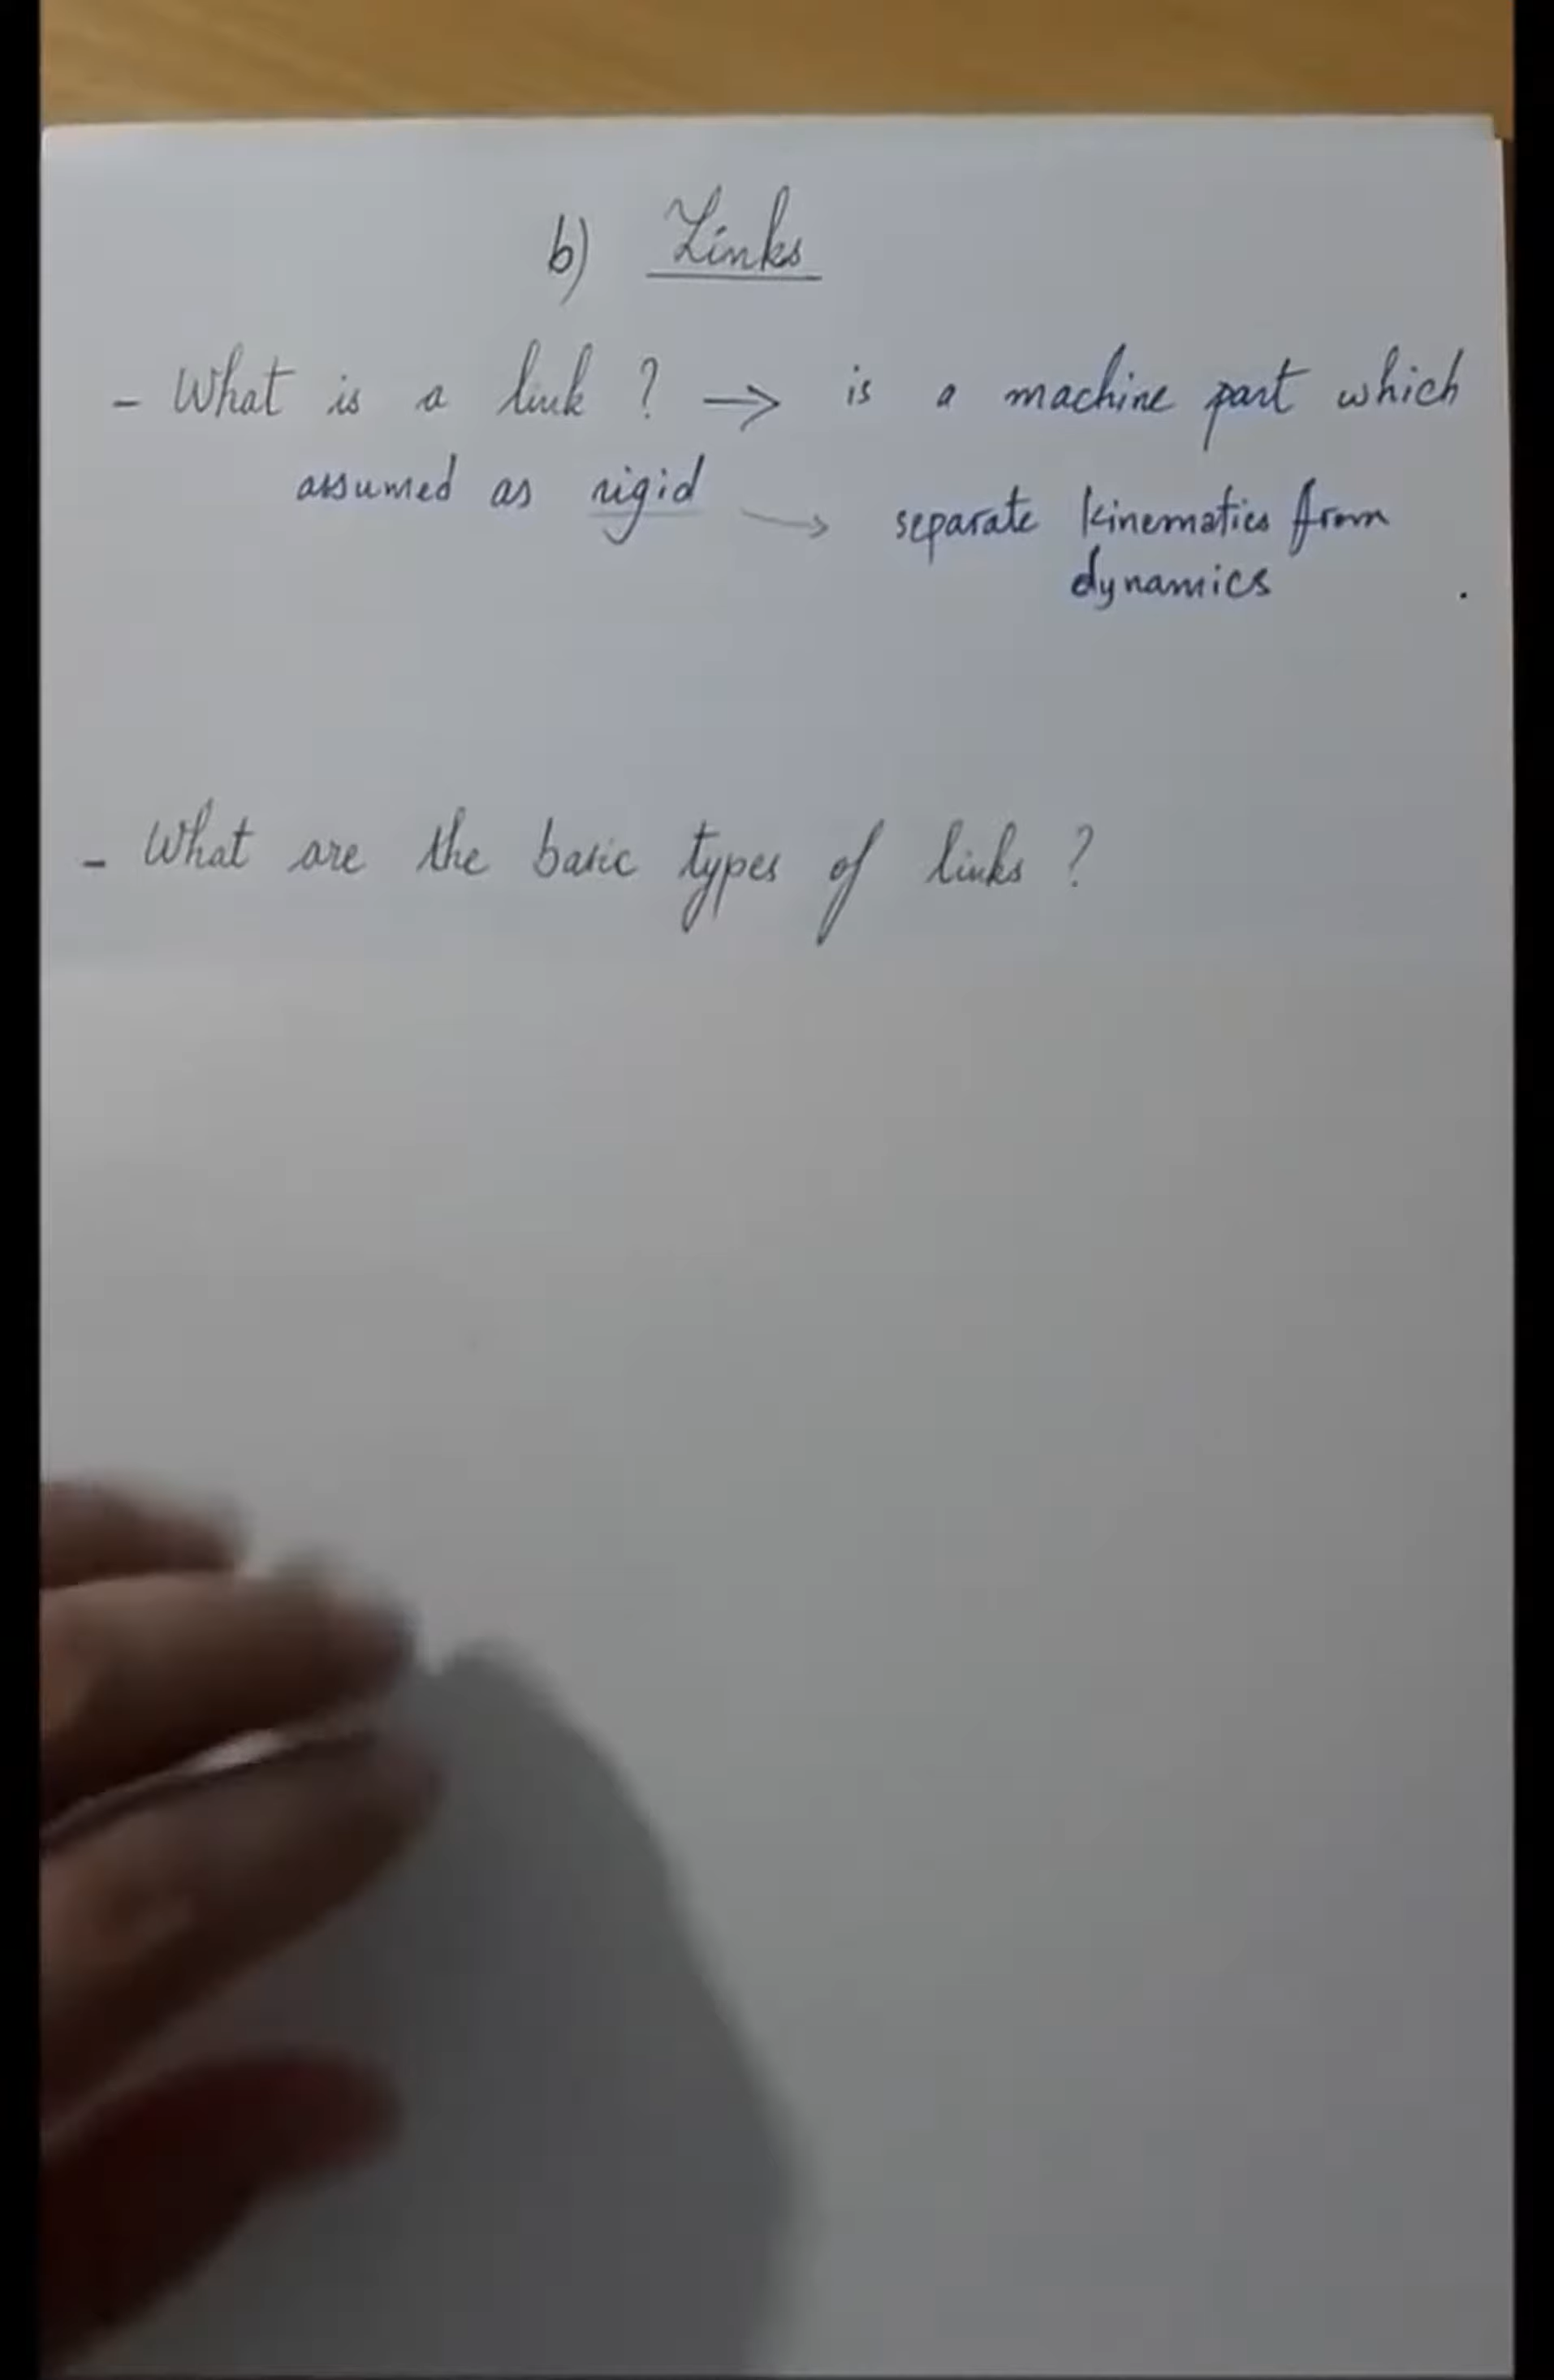 b) Links
- What is a link ? → is a machine part which
assumed as rigid → separate kinematics from
dynamics .
- What are the basic types of links ?